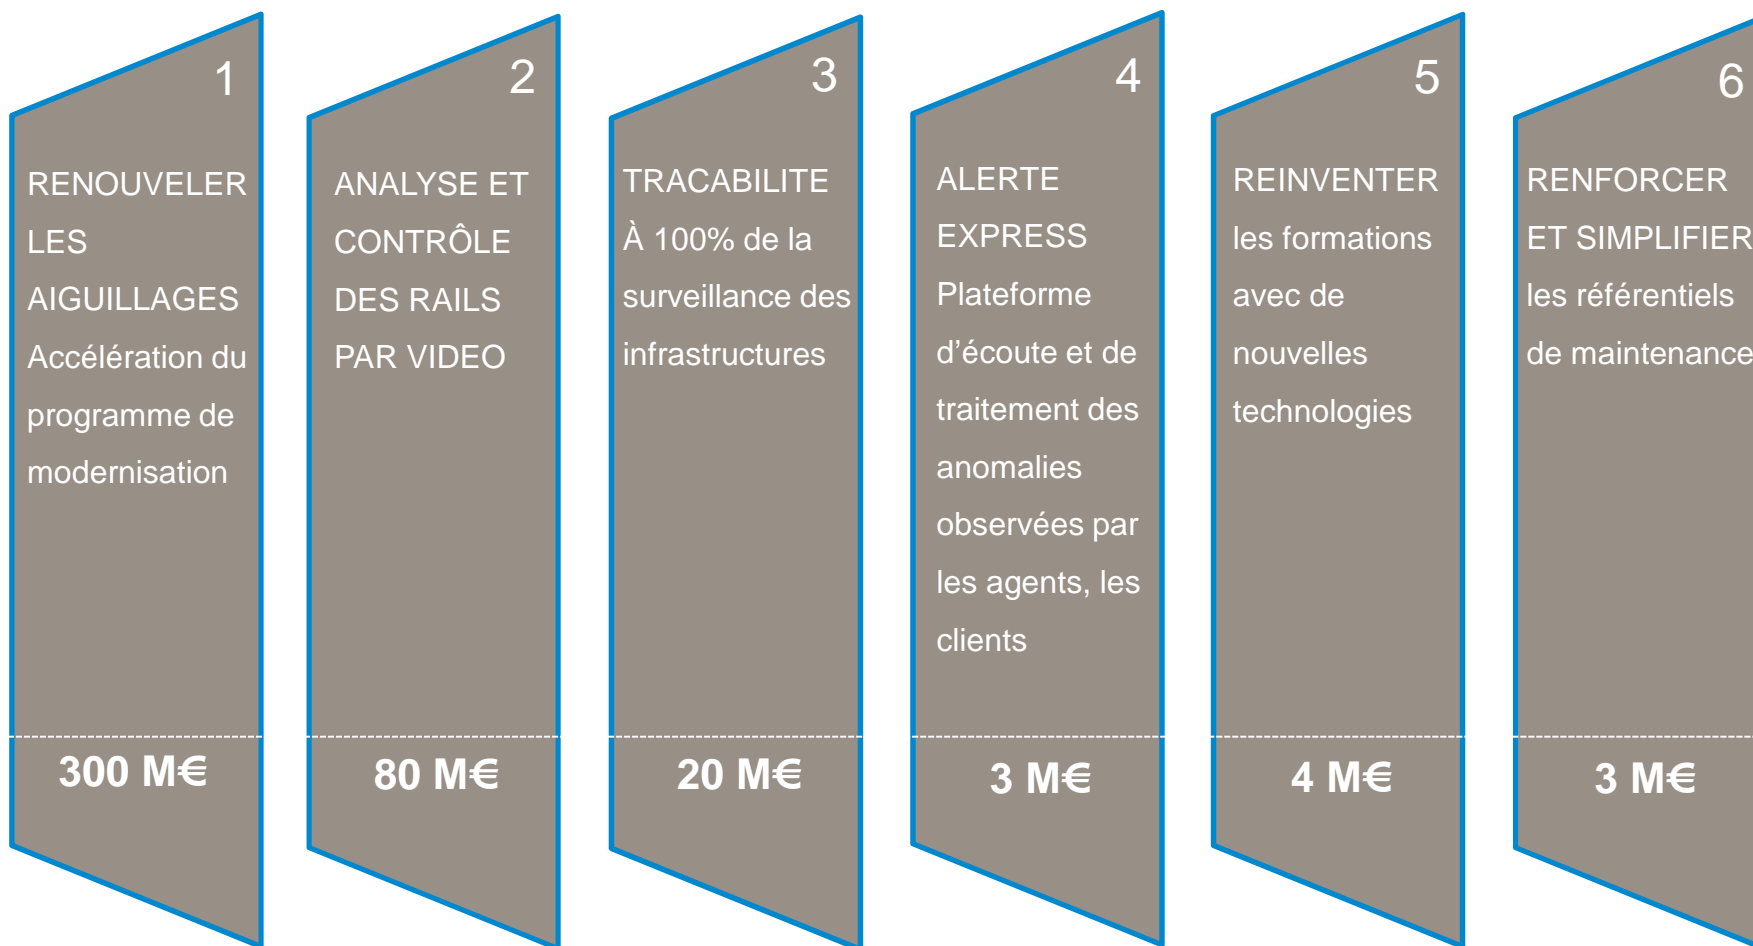 1
RENOUVELER
LES
AIGUILLAGES
Accélération du
programme de
modernisation
300 M€
2
ANALYSE ET
CONTRÔLE
DES RAILS
PAR VIDEO
80 M€
3
TRACABILITE
À 100% de la
surveillance des
infrastructures
20 M€
4
ALERTE
EXPRESS
Plateforme
d’écoute et de
traitement des
anomalies
observées par
les agents, les
clients
3 M€
5
REINVENTER
les formations
avec de
nouvelles
technologies
4 M€
6
RENFORCER
ET SIMPLIFIER
les référentiels
de maintenance
3 M€